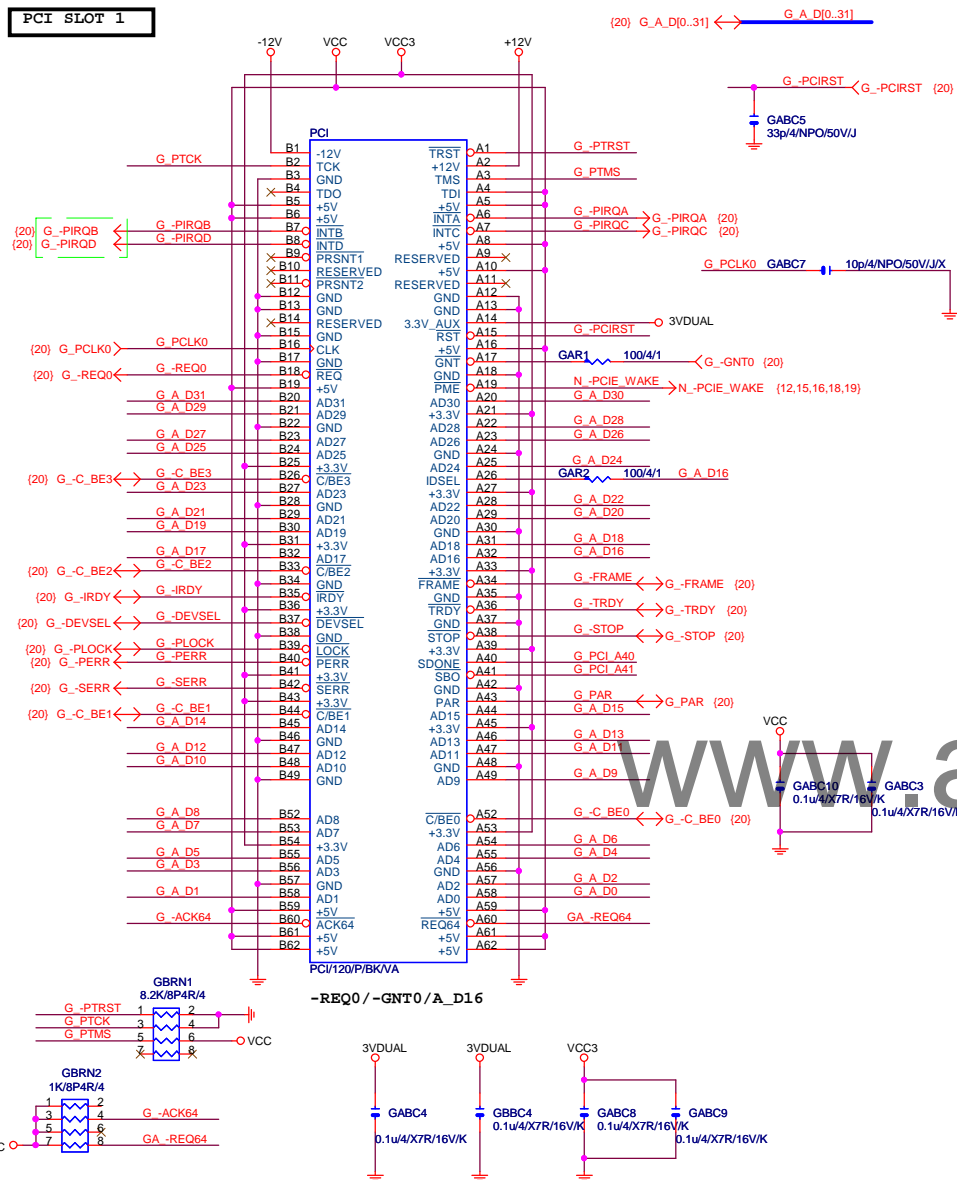 PCI SLOT 1
{20} G_A_D[0..31] G_A_D[0..31]
-12V VCC VCC3 +12V
G_-PCIRST G_-PCIRST {20}
GABC5
33p/4/NPO/50V/J
PCI
B1 -12V TRST A1 G_-PTRST
G_PTCK B2 TCK +12V A2
B3 GND TMS A3 G_PTMS
B4 TDO TDI A4
B5 +5V +5V A5
B6 +5V INTA A6 G_-PIRQA G_-PIRQA {20}
{20} G_-PIRQB G_-PIRQB B7 INTB INTC A7 G_-PIRQC G_-PIRQC {20}
{20} G_-PIRQD G_-PIRQD B8 INTD +5V A8
B9 PRSNT1 RESERVED A9
B10 RESERVED +5V A10
B11 PRSNT2 RESERVED A11
G_PCLK0 GABC7 10p/4/NPO/50V/J/X
B12 GND GND A12
B13 GND GND A13
B14 RESERVED 3.3V_AUX A14 3VDUAL
B15 GND RST A15 G_-PCIRST
{20} G_PCLK0 G_PCLK0 B16 CLK +5V A16
B17 GND GNT A17 GAR1 100/4/1 G_-GNT0 {20}
{20} G_-REQ0 G_-REQ0 B18 REQ GND A18
B19 +5V PME A19 N_-PCIE_WAKE N_-PCIE_WAKE {12,15,16,18,19}
G_A_D31 B20 AD31 AD30 A20 G_A_D30
G_A_D29 B21 AD29 +3.3V A21
B22 GND AD28 A22 G_A_D28
G_A_D27 B23 AD27 AD26 A23 G_A_D26
G_A_D25 B24 AD25 GND A24
B25 +3.3V AD24 A25 G_A_D24
{20} G_-C_BE3 G_-C_BE3 B26 C/BE3 IDSEL A26 GAR2 100/4/1 G_A_D16
G_A_D23 B27 AD23 +3.3V A27
B28 GND AD22 A28 G_A_D22
G_A_D21 B29 AD21 AD20 A29 G_A_D20
G_A_D19 B30 AD19 GND A30
B31 +3.3V AD18 A31 G_A_D18
G_A_D17 B32 AD17 AD16 A32 G_A_D16
{20} G_-C_BE2 G_-C_BE2 B33 C/BE2 +3.3V A33
B34 GND FRAME A34 G_-FRAME G_-FRAME {20}
{20} G_-IRDY G_-IRDY B35 IRDY GND A35
B36 +3.3V TRDY A36 G_-TRDY G_-TRDY {20}
{20} G_-DEVSEL G_-DEVSEL B37 DEVSEL GND A37
B38 GND STOP A38 G_-STOP G_-STOP {20}
{20} G_-PLOCK G_-PLOCK B39 LOCK +3.3V A39
{20} G_-PERR G_-PERR B40 PERR SDONE A40 G_PCI_A40
B41 +3.3V SBO A41 G_PCI_A41
{20} G_-SERR G_-SERR B42 SERR GND A42
B43 +3.3V PAR A43 G_PAR G_PAR {20}
{20} G_-C_BE1 G_-C_BE1 B44 C/BE1 AD15 A44 G_A_D15
G_A_D14 B45 AD14 +3.3V A45
B46 GND AD13 A46 G_A_D13
G_A_D12 B47 AD12 AD11 A47 G_A_D11
G_A_D10 B48 AD10 GND A48
B49 GND AD9 A49 G_A_D9
VCC
www.a
GABC10
0.1u/4/X7R/16V/K
GABC3
0.1u/4/X7R/16V/K
G_A_D8 B52 AD8 C/BE0 A52 G_-C_BE0 G_-C_BE0 {20}
G_A_D7 B53 AD7 +3.3V A53
B54 +3.3V AD6 A54 G_A_D6
G_A_D5 B55 AD5 AD4 A55 G_A_D4
G_A_D3 B56 AD3 GND A56
B57 GND AD2 A57 G_A_D2
G_A_D1 B58 AD1 AD0 A58 G_A_D0
B59 +5V +5V A59
G_-ACK64 B60 ACK64 REQ64 A60 GA_-REQ64
B61 +5V +5V A61
B62 +5V +5V A62
PCI/120/P/BK/VA
-REQ0/-GNT0/A_D16
GBRN1
8.2K/8P4R/4
G_-PTRST 1 2
G_PTCK 3 4
G_PTMS 5 6 VCC
7 8
GBRN2
1K/8P4R/4
1 2
3 4 G_-ACK64
5 6
C 7 8 GA_-REQ64
3VDUAL 3VDUAL VCC3
GABC4 GBBC4 GABC8 GABC9
0.1u/4/X7R/16V/K 0.1u/4/X7R/16V/K 0.1u/4/X7R/16V/K 0.1u/4/X7R/16V/K